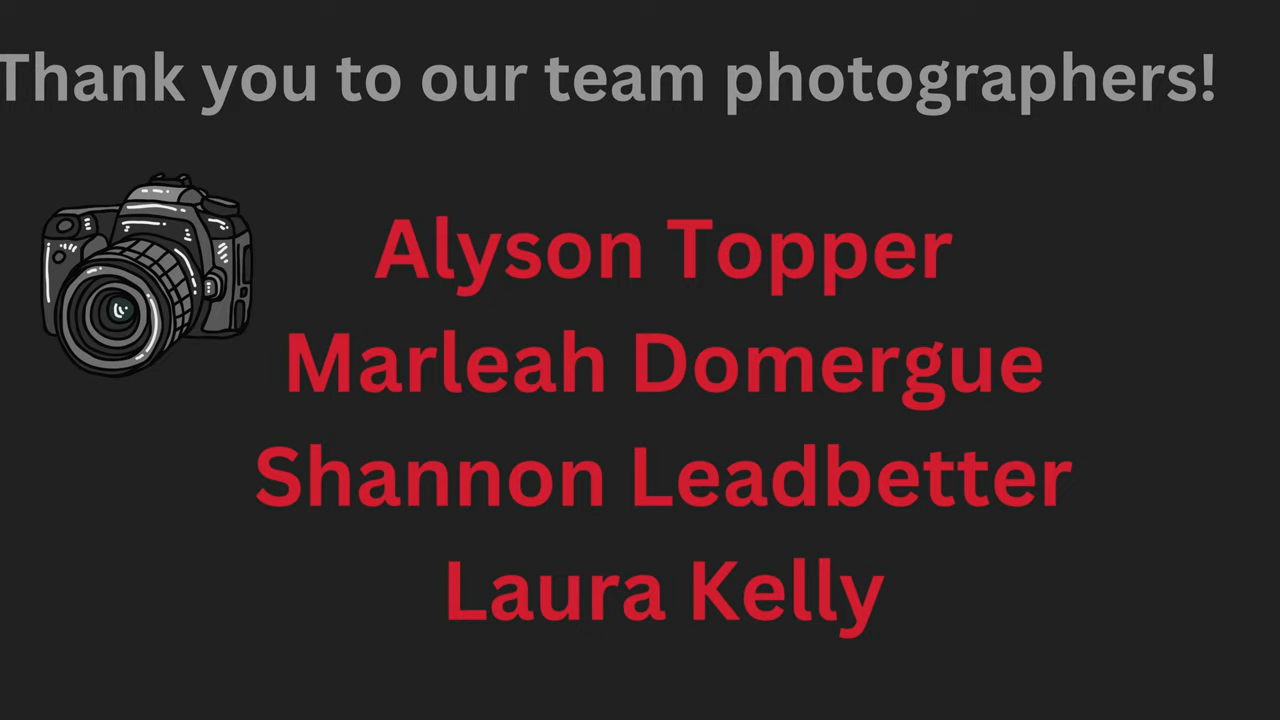 Thank you to our team photographers!
Alyson Topper
Marleah Domergue
Shannon Leadbetter
Laura Kelly